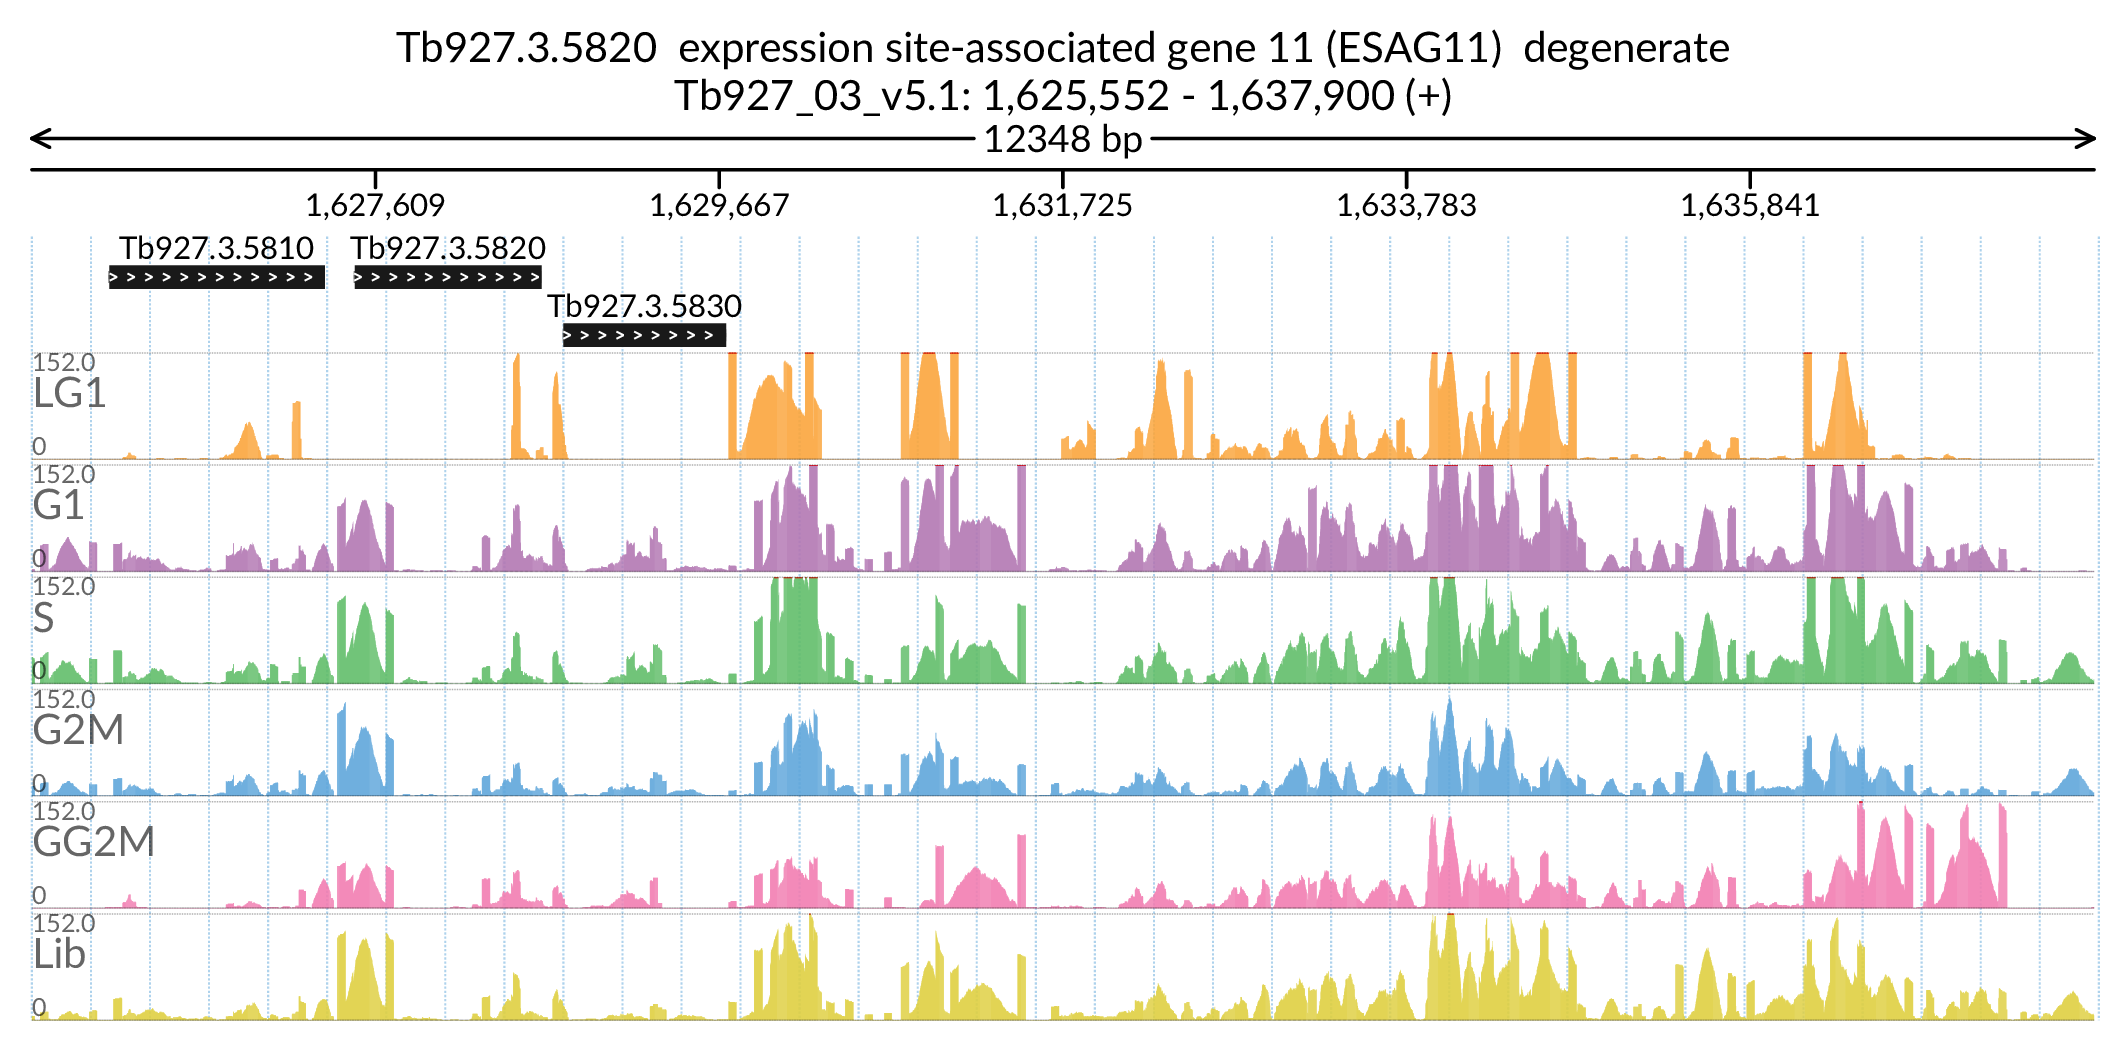 Tb927.3.5820  expression site-associated gene 11 (ESAG11)  degenerate
Tb927_03_v5.1: 1,625,552 - 1,637,900 (+)
12348 bp
1,627,609 1,629,667 1,631,725 1,633,783 1,635,841
Tb927.3.5810 Tb927.3.5820
Tb927.3.5830
152.0
LG1
0
152.0
G1
0
152.0
S
0
152.0
G2M
0
152.0
GG2M
0
152.0
Lib
0